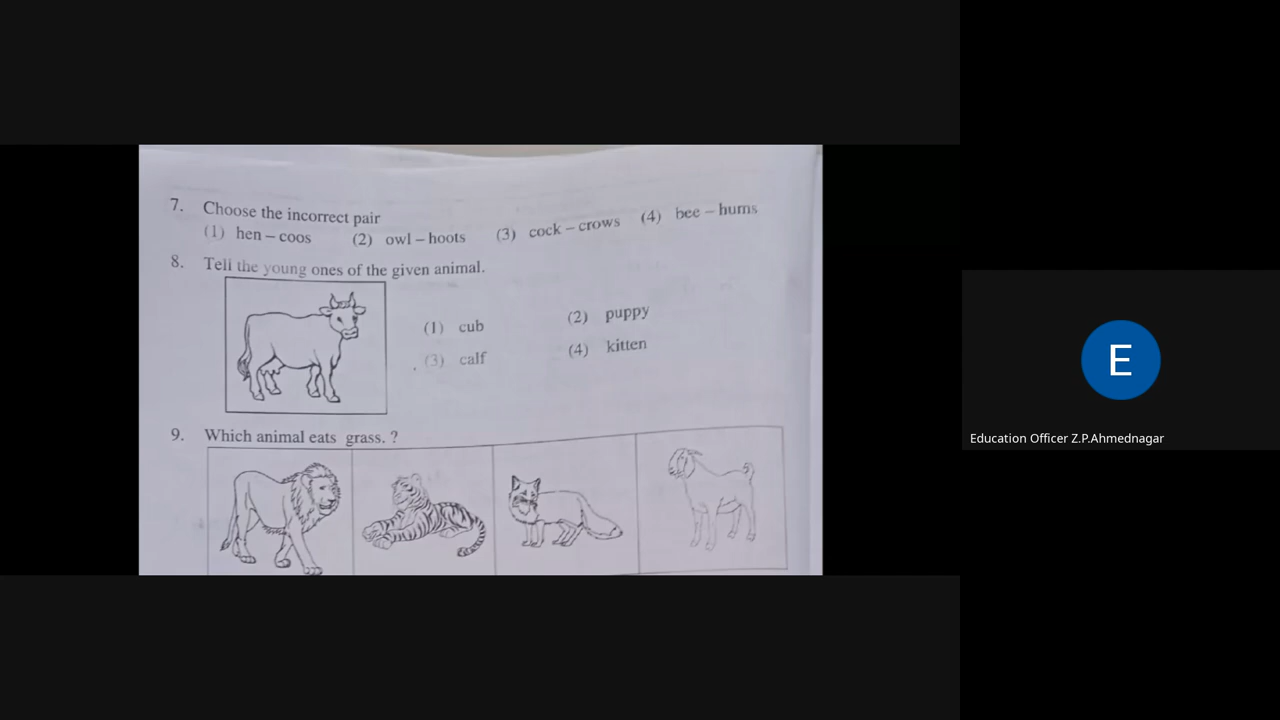 7. Choose the incorrect pair
(1) hen – coos (2) owl – hoots (3) cock – crows (4) bee – hums
8. Tell the young ones of the given animal.
(1) cub (2) puppy
(3) calf (4) kitten
9. Which animal eats grass. ?
E
Education Officer Z.P.Ahmednagar